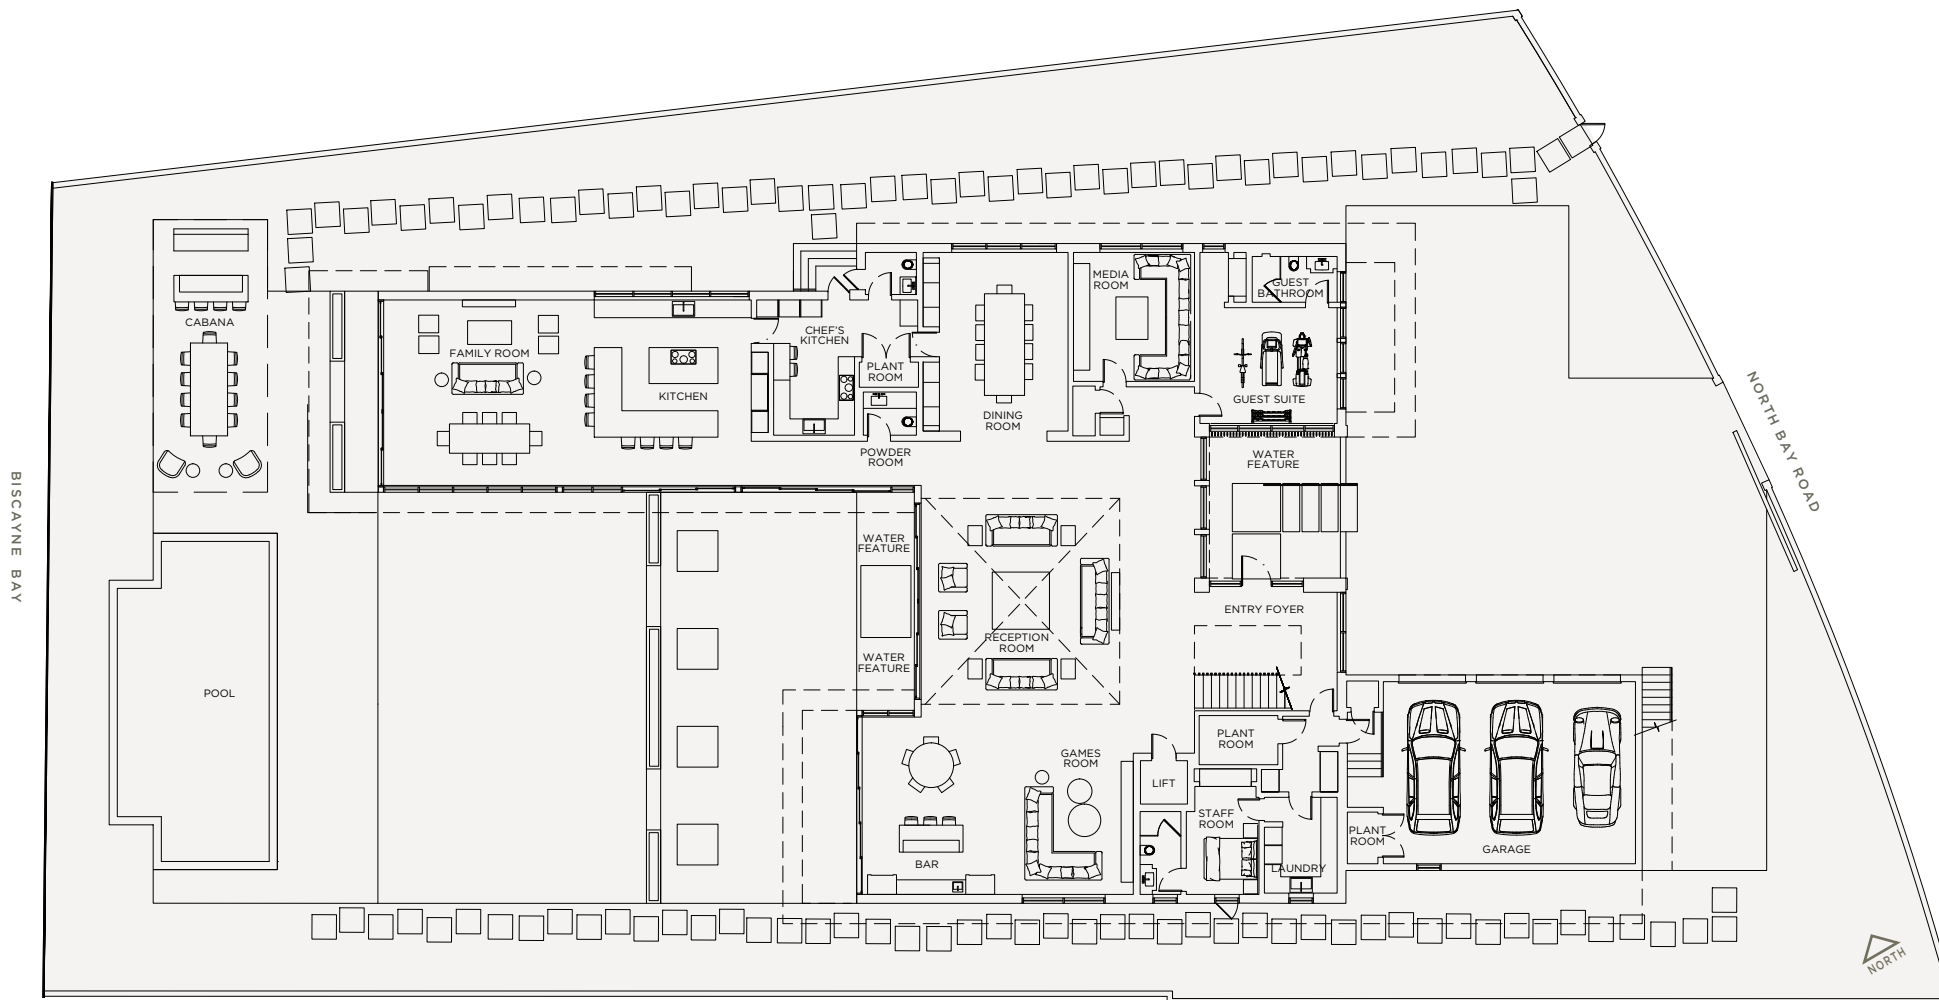 MEDIA
ROOM
GUEST
BATHROOM
CABANA
CHEF'S
KITCHEN
FAMILY ROOM
PLANT
ROOM
KITCHEN
GUEST SUITE
DINING
ROOM
NORTH BAY ROAD
POWDER
ROOM
WATER
FEATURE
BISCAYNE BAY
WATER
FEATURE
ENTRY FOYER
RECEPTION
ROOM
WATER
FEATURE
POOL
PLANT
ROOM
GAMES
ROOM
LIFT
STAFF
ROOM
PLANT
ROOM
GARAGE
BAR
LAUNDRY
NORTH